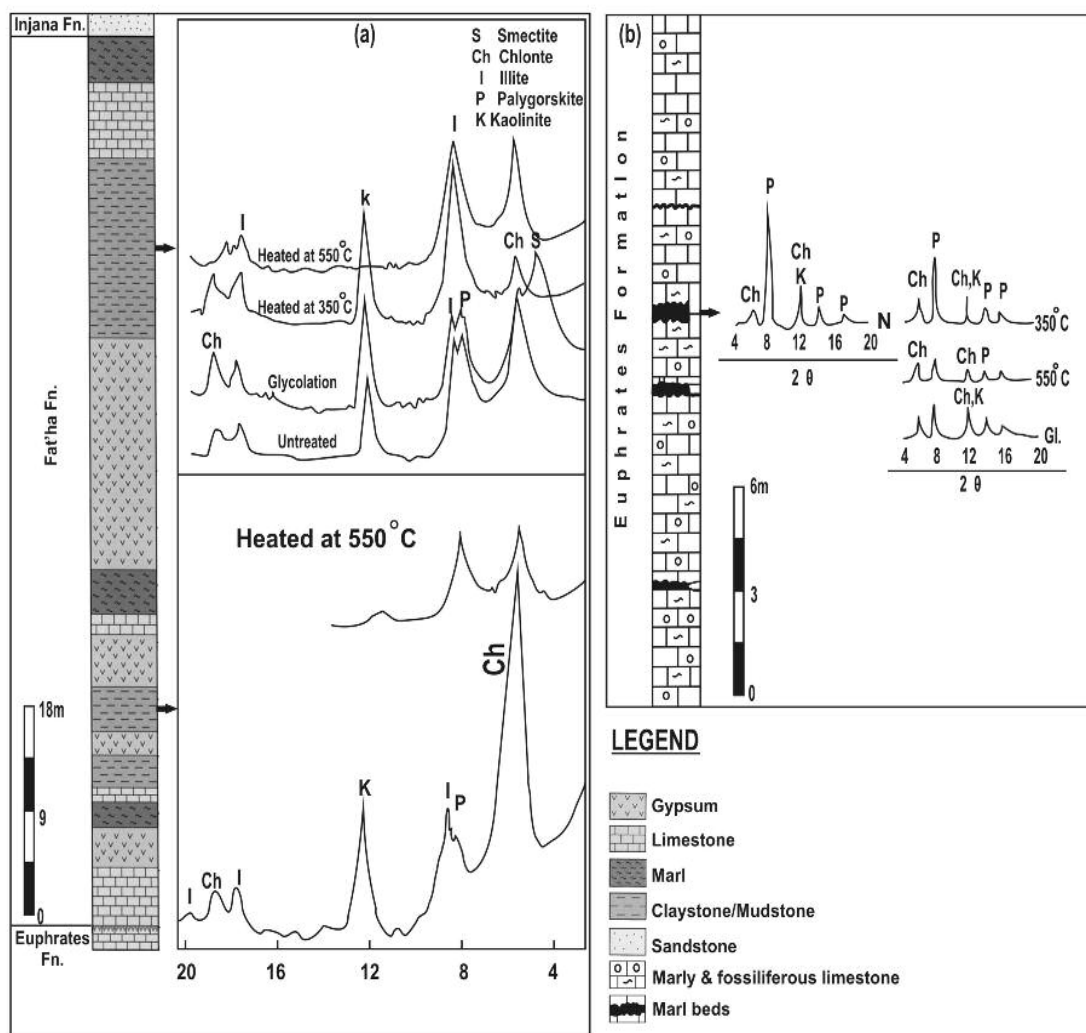 Injana Fn.
Fat'ha Fn.
18m
9
0
Euphrates
Fn.
(a)
S Smectite
Ch Chlonte
I Illite
P Palygorskite
K Kaolinite
I
k
I
Ch S
Heated at 550°C
Heated at 350°C
Ch
I P
Glycolation
Untreated
Heated at 550°C
Ch
K
I
P
I Ch I
20 16 12 8 4
(b)
Euphrates Formation
P
Ch
Ch
K
P
P
N
4 8 12 16 20
2 θ
P
Ch
Ch,K
P P
350°C
Ch
Ch P
550°C
Ch,K
Gl.
4 8 12 16 20
2 θ
6m
3
0
LEGEND
Gypsum
Limestone
Marl
Claystone/Mudstone
Sandstone
Marly & fossiliferous limestone
Marl beds